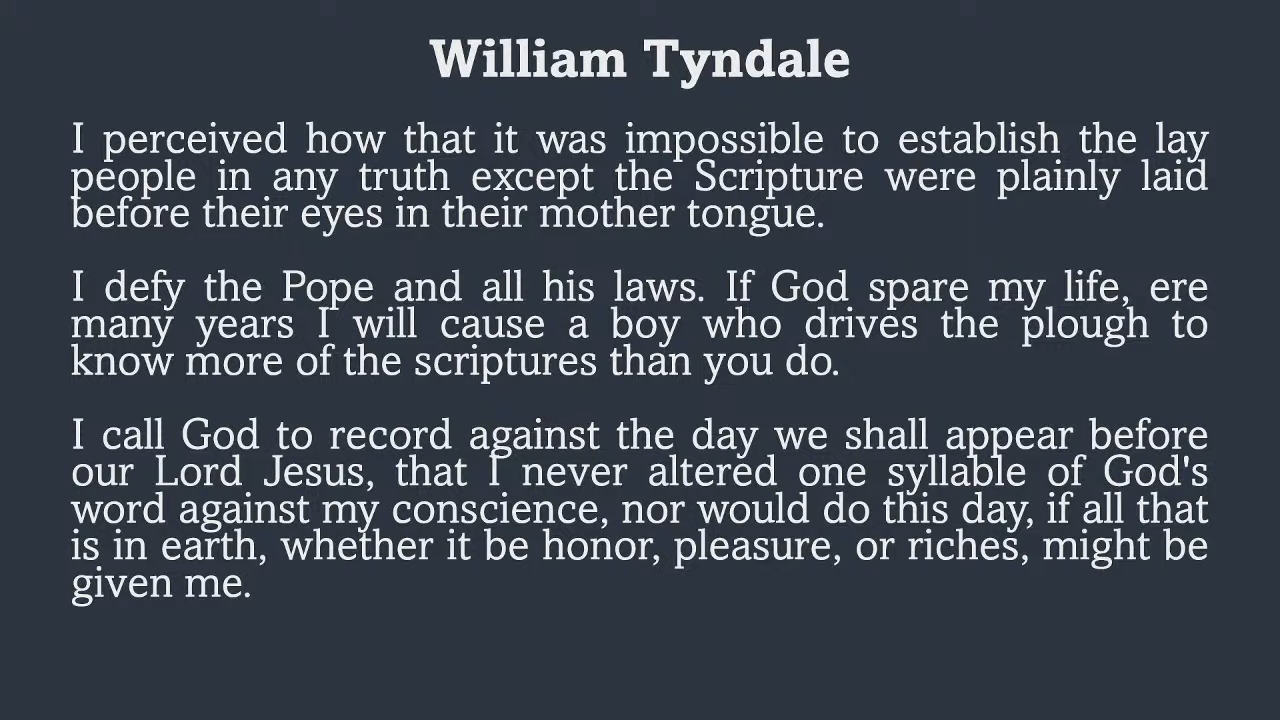 William Tyndale
I perceived how that it was impossible to establish the lay
people in any truth except the Scripture were plainly laid
before their eyes in their mother tongue.
I defy the Pope and all his laws. If God spare my life, ere
many years I will cause a boy who drives the plough to
know more of the scriptures than you do.
I call God to record against the day we shall appear before
our Lord Jesus, that I never altered one syllable of God's
word against my conscience, nor would do this day, if all that
is in earth, whether it be honor, pleasure, or riches, might be
given me.